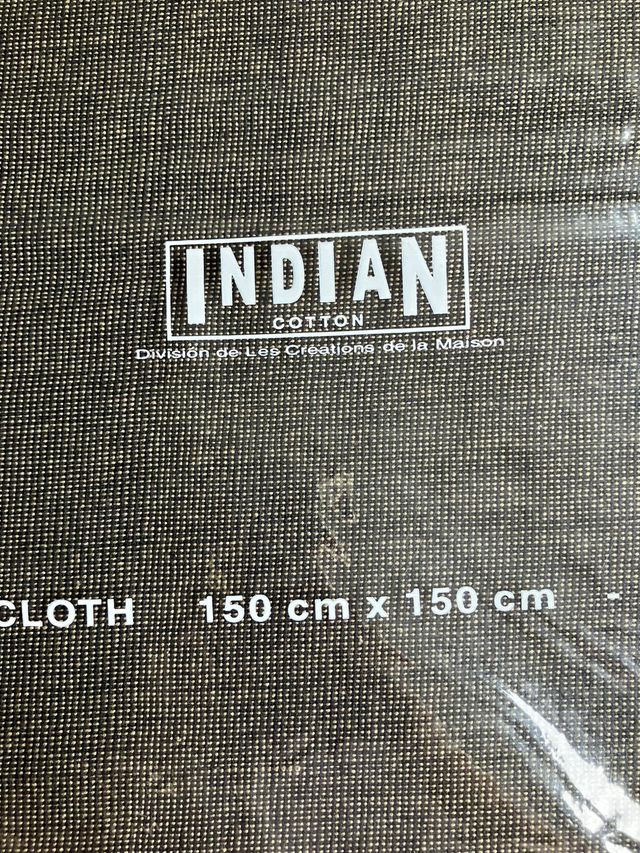 INDIAN
COTTON
Division de Les Créations de la Maison
CLOTH 150 cm x 150 cm -